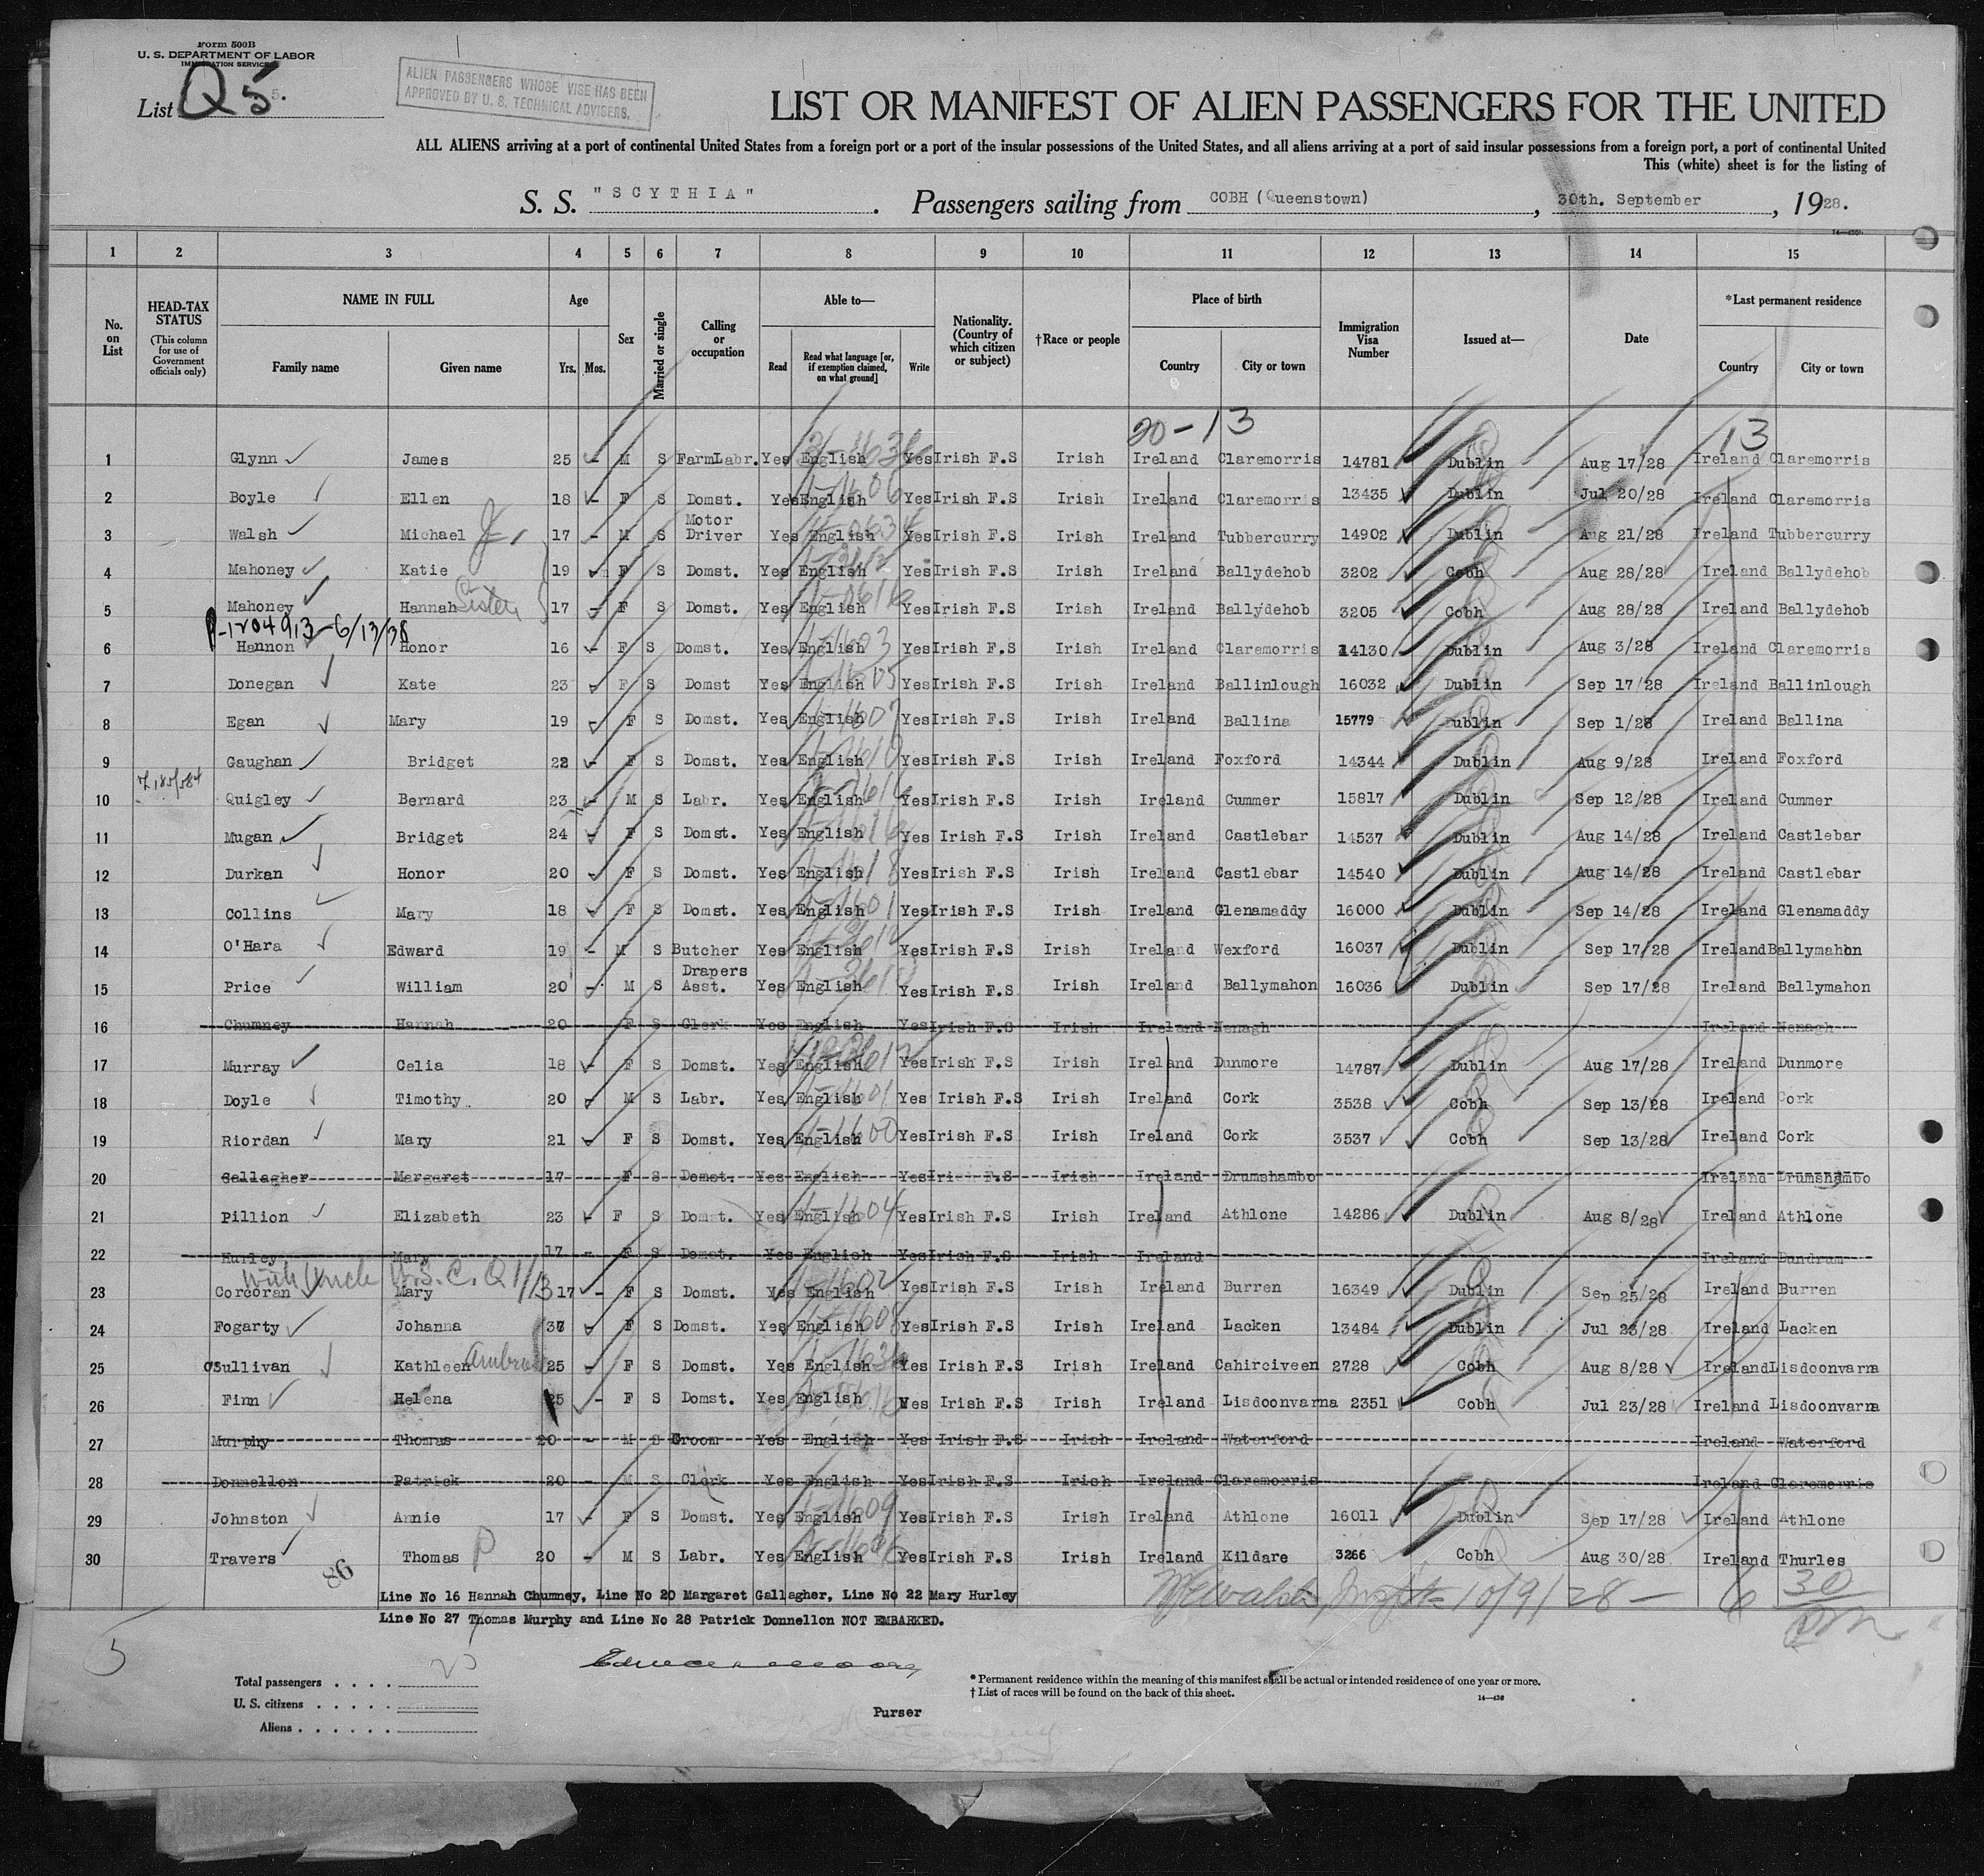 Form 500B
U. S. DEPARTMENT OF LABOR
IMMIGRATION SERVICE
List Q5 5.
ALIEN PASSENGERS WHOSE VISE HAS BEEN
APPROVED BY U. S. TECHNICAL ADVISERS.
LIST OR MANIFEST OF ALIEN PASSENGERS FOR THE UNITED
ALL ALIENS arriving at a port of continental United States from a foreign port or a port of the insular possessions of the United States, and all aliens arriving at a port of said insular possessions from a foreign port, a port of continental United
This (white) sheet is for the listing of
S. S. "SCYTHIA". Passengers sailing from COBH (Queenstown), 30th. September, 1928.
14—430
1 2 3 4 5 6 7 8 9 10 11 12 13 14 15
No. on List
HEAD-TAX STATUS
(This column for use of Government officials only)
NAME IN FULL
Family name Given name
Age
Yrs. Mos.
Sex
Married or single
Calling or occupation
Able to—
Read
Read what language [or, if exemption claimed, on what ground]
Write
Nationality. (Country of which citizen or subject)
†Race or people
Place of birth
Country City or town
Immigration Visa Number
Issued at—
Date
*Last permanent residence
Country City or town
20-13 13
1 Glynn James 25 - M S FarmLabr. Yes English Yes Irish F.S Irish Ireland Claremorris 14781 Dublin Aug 17/28 Ireland Claremorris
2 Boyle Ellen 18 - F S Domst. Yes English Yes Irish F.S Irish Ireland Claremorris 13435 Dublin Jul 20/28 Ireland Claremorris
3 Walsh Michael 17 - M S Motor Driver Yes English Yes Irish F.S Irish Ireland Tubbercurry 14902 Dublin Aug 21/28 Ireland Tubbercurry
4 Mahoney Katie 19 - F S Domst. Yes English Yes Irish F.S Irish Ireland Ballydehob 3202 Cobh Aug 28/28 Ireland Ballydehob
5 Mahoney Hannah Sister 17 - F S Domst. Yes English Yes Irish F.S Irish Ireland Ballydehob 3205 Cobh Aug 28/28 Ireland Ballydehob
6/13/38
6 Hannon Honor 16 - F S Domst. Yes English Yes Irish F.S Irish Ireland Claremorris 14130 Dublin Aug 3/28 Ireland Claremorris
7 Donegan Kate 23 - F S Domst Yes English Yes Irish F.S Irish Ireland Ballinlough 16032 Dublin Sep 17/28 Ireland Ballinlough
8 Egan Mary 19 - F S Domst. Yes English Yes Irish F.S Irish Ireland Ballina 15779 Dublin Sep 1/28 Ireland Ballina
9 Gaughan Bridget 22 - F S Domst. Yes English Yes Irish F.S Irish Ireland Foxford 14344 Dublin Aug 9/28 Ireland Foxford
10 Quigley Bernard 23 - M S Labr. Yes English Yes Irish F.S Irish Ireland Cummer 15817 Dublin Sep 12/28 Ireland Cummer
11 Mugan Bridget 24 - F S Domst. Yes English Yes Irish F.S Irish Ireland Castlebar 14537 Dublin Aug 14/28 Ireland Castlebar
12 Durkan Honor 20 - F S Domst. Yes English Yes Irish F.S Irish Ireland Castlebar 14540 Dublin Aug 14/28 Ireland Castlebar
13 Collins Mary 18 - F S Domst. Yes English Yes Irish F.S Irish Ireland Glenamaddy 16000 Dublin Sep 14/28 Ireland Glenamaddy
14 O'Hara Edward 19 - M S Butcher Yes English Yes Irish F.S Irish Ireland Wexford 16037 Dublin Sep 17/28 Ireland Ballymahon
15 Price William 20 - M S Drapers Asst. Yes English Yes Irish F.S Irish Ireland Ballymahon 16036 Dublin Sep 17/28 Ireland Ballymahon
16 Chumney Hannah 20 F S Clerk Yes English Yes Irish F.S Irish Ireland Nenagh Ireland Nenagh
17 Murray Celia 18 - F S Domst. Yes English Yes Irish F.S Irish Ireland Dunmore 14787 Dublin Aug 17/28 Ireland Dunmore
18 Doyle Timothy 20 - M S Labr. Yes English Yes Irish F.S Irish Ireland Cork 3538 Cobh Sep 13/28 Ireland Cork
19 Riordan Mary 21 - F S Domst. Yes English Yes Irish F.S Irish Ireland Cork 3537 Cobh Sep 13/28 Ireland Cork
20 Gallagher Margaret 17 F S Domst. Yes English Yes Iri F.S Irish Ireland Drumshambo Ireland Drumshambo
21 Pillion Elizabeth 23 - F S Domst. Yes English Yes Irish F.S Irish Ireland Athlone 14286 Dublin Aug 8/28 Ireland Athlone
22 Hurley Mary 17 - F S Domst. Yes English Yes Irish F.S Irish Ireland Ireland Dundrum
With Uncle U.S.C. Q 1/13
23 Corcoran Mary 17 - F S Domst. Yes English Yes Irish F.S Irish Ireland Burren 16349 Dublin Sep 25/28 Ireland Burren
24 Fogarty Johanna 36 - F S Domst. Yes English Yes Irish F.S Irish Ireland Lacken 13484 Dublin Jul 23/28 Ireland Lacken
25 O'Sullivan Kathleen 25 - F S Domst. Yes English Yes Irish F.S Irish Ireland Cahirciveen 2728 Cobh Aug 8/28 Ireland Lisdoonvarna
26 Finn Helena 25 - F S Domst. Yes English Yes Irish F.S Irish Ireland Lisdoonvarna 2351 Cobh Jul 23/28 Ireland Lisdoonvarna
27 Murphy Thomas 20 - M S Groom Yes English Yes Irish F.S Irish Ireland Waterford Ireland Waterford
28 Donnellon Patrick 20 - M S Clerk Yes English Yes Irish F.S Irish Ireland Claremorris Ireland Claremorris
29 Johnston Annie 17 - F S Domst. Yes English Yes Irish F.S Irish Ireland Athlone 16011 Dublin Sep 17/28 Ireland Athlone
30 Travers Thomas P 20 - M S Labr. Yes English Yes Irish F.S Irish Ireland Kildare 3266 Cobh Aug 30/28 Ireland Thurles
86
Line No 16 Hannah Chumney, Line No 20 Margaret Gallagher, Line No 22 Mary Hurley
Line No 27 Thomas Murphy and Line No 28 Patrick Donnellon NOT EMBARKED.
10/9/28 - 6 30
5
Total passengers . . . . 25
U. S. citizens . . . . .
Aliens . . . . . .
Purser
* Permanent residence within the meaning of this manifest shall be actual or intended residence of one year or more.
† List of races will be found on the back of this sheet.
14—430